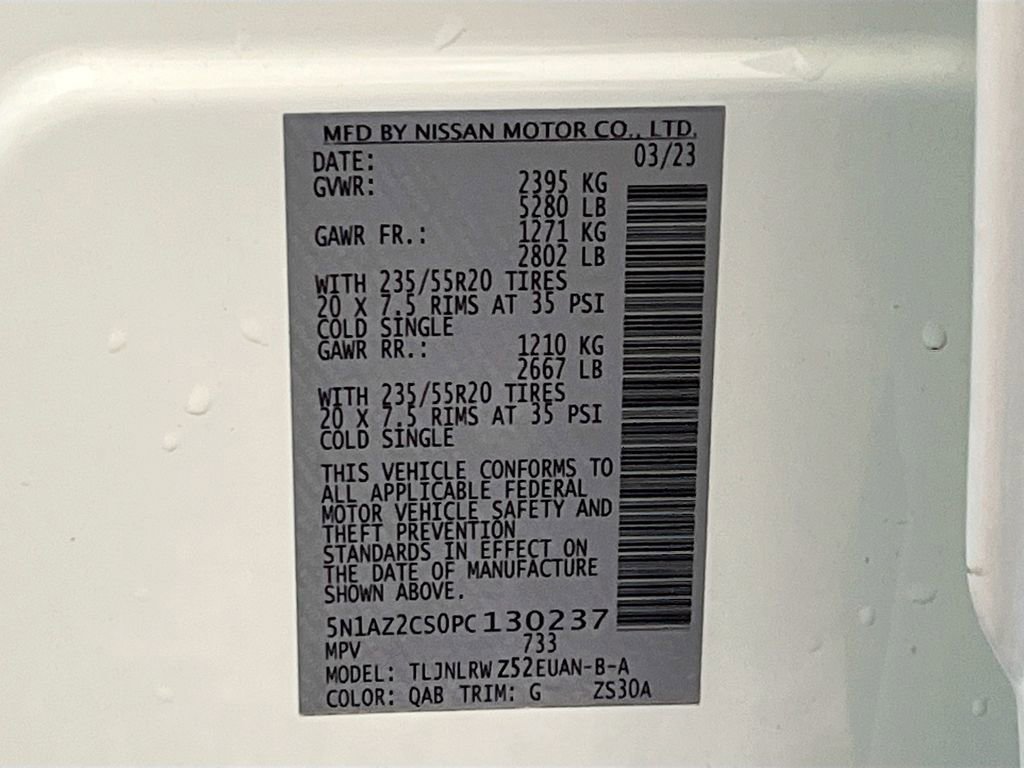 MFD BY NISSAN MOTOR CO., LTD.
DATE: 03/23
GVWR: 2395 KG
5280 LB
GAWR FR.: 1271 KG
2802 LB
WITH 235/55R20 TIRES
20 X 7.5 RIMS AT 35 PSI
COLD SINGLE
GAWR RR.: 1210 KG
2667 LB
WITH 235/55R20 TIRES
20 X 7.5 RIMS AT 35 PSI
COLD SINGLE
THIS VEHICLE CONFORMS TO
ALL APPLICABLE FEDERAL
MOTOR VEHICLE SAFETY AND
THEFT PREVENTION
STANDARDS IN EFFECT ON
THE DATE OF MANUFACTURE
SHOWN ABOVE.
5N1AZ2CS0PC130237
MPV 733
MODEL: TLJNLRW Z52EUAN-B-A
COLOR: QAB TRIM: G ZS30A